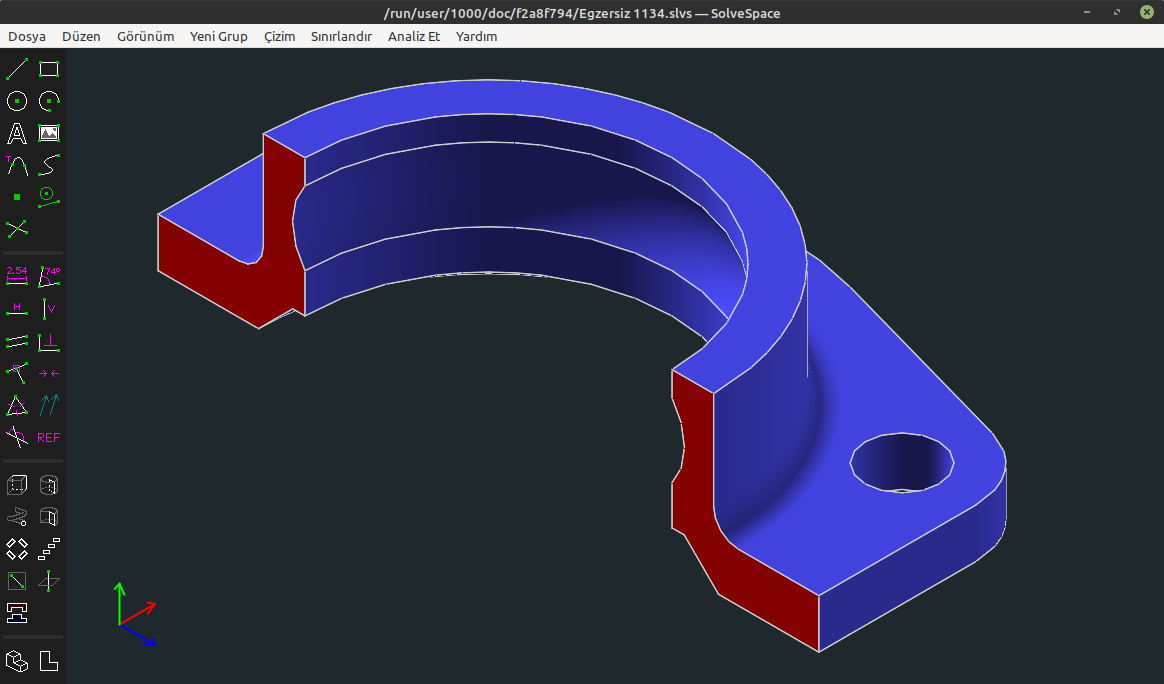 /run/user/1000/doc/f2a8f794/Egzersiz 1134.slvs — SolveSpace
Dosya Düzen Görünüm Yeni Grup Çizim Sınırlandır Analiz Et Yardım
A
T
2.54 74°
H V
REF